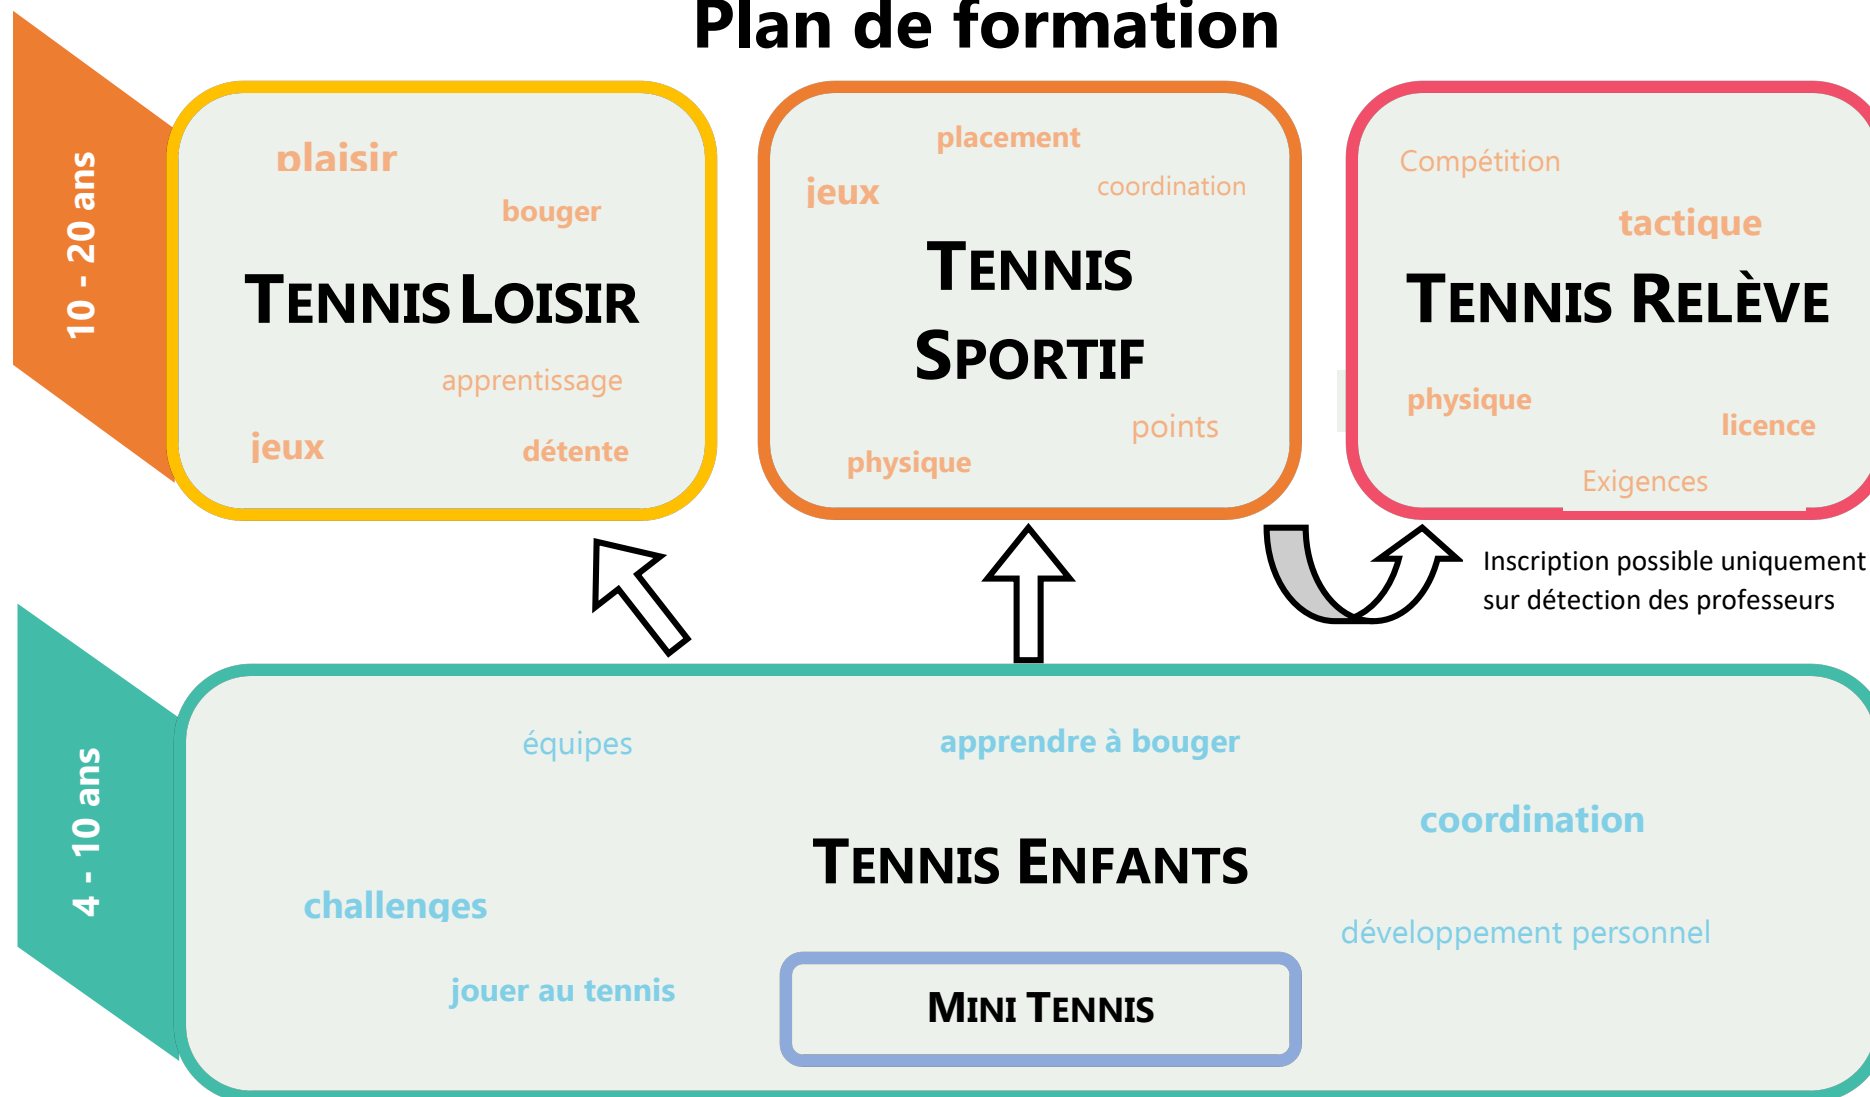 Plan de formation
10 - 20 ans
plaisir
bouger
TENNIS LOISIR
apprentissage
jeux
détente
placement
jeux
coordination
TENNIS
SPORTIF
points
physique
Compétition
tactique
TENNIS RELÈVE
physique
licence
Exigences
Inscription possible uniquement
sur détection des professeurs
4 - 10 ans
équipes
apprendre à bouger
coordination
TENNIS ENFANTS
challenges
développement personnel
jouer au tennis
MINI TENNIS